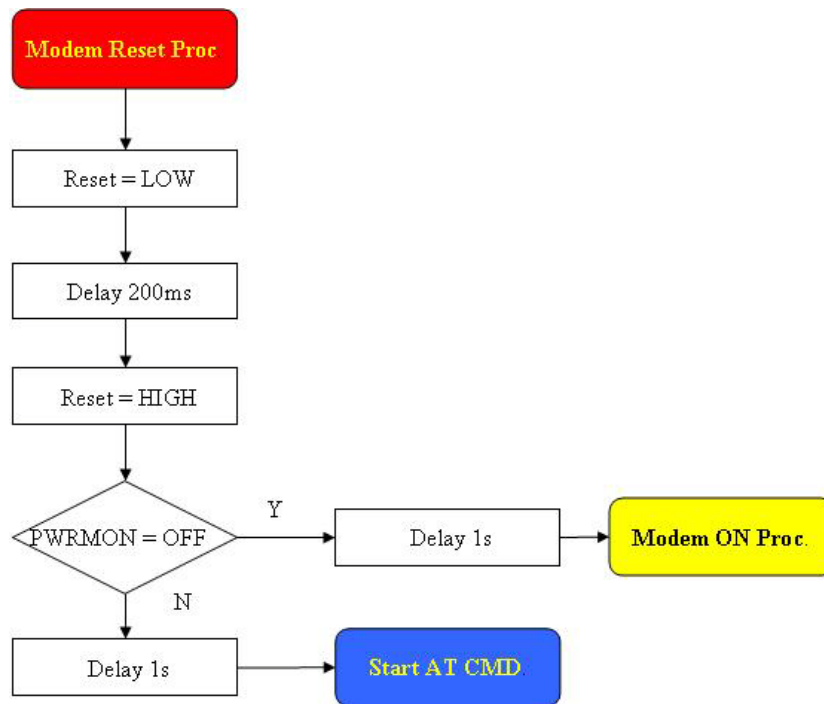 Modem Reset Proc
Reset = LOW
Delay 200ms
Reset = HIGH
PWRMON = OFF
Y
Delay 1s
Modem ON Proc.
N
Delay 1s
Start AT CMD.